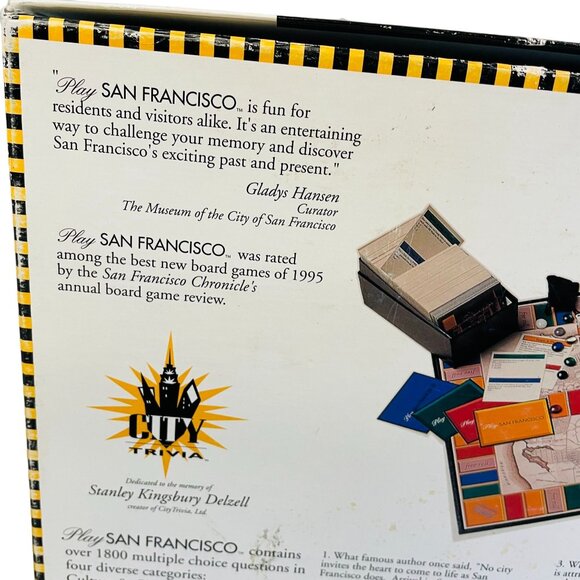 "Play SAN FRANCISCO™ is fun for
residents and visitors alike. It's an entertaining
way to challenge your memory and discover
San Francisco's exciting past and present."
Gladys Hansen
Curator
The Museum of the City of San Francisco
Play SAN FRANCISCO™ was rated
among the best new board games of 1995
by the San Francisco Chronicle's
annual board game review.
CITY
TRIVIA™
Dedicated to the memory of
Stanley Kingsbury Delzell
creator of CityTrivia, Ltd.
Play SAN FRANCISCO™ contains
over 1800 multiple choice questions in
four diverse categories:
1. What famous author once said, "No city
invites the heart to come to life as San
Francisco does.
Play SAN FRANCISCO